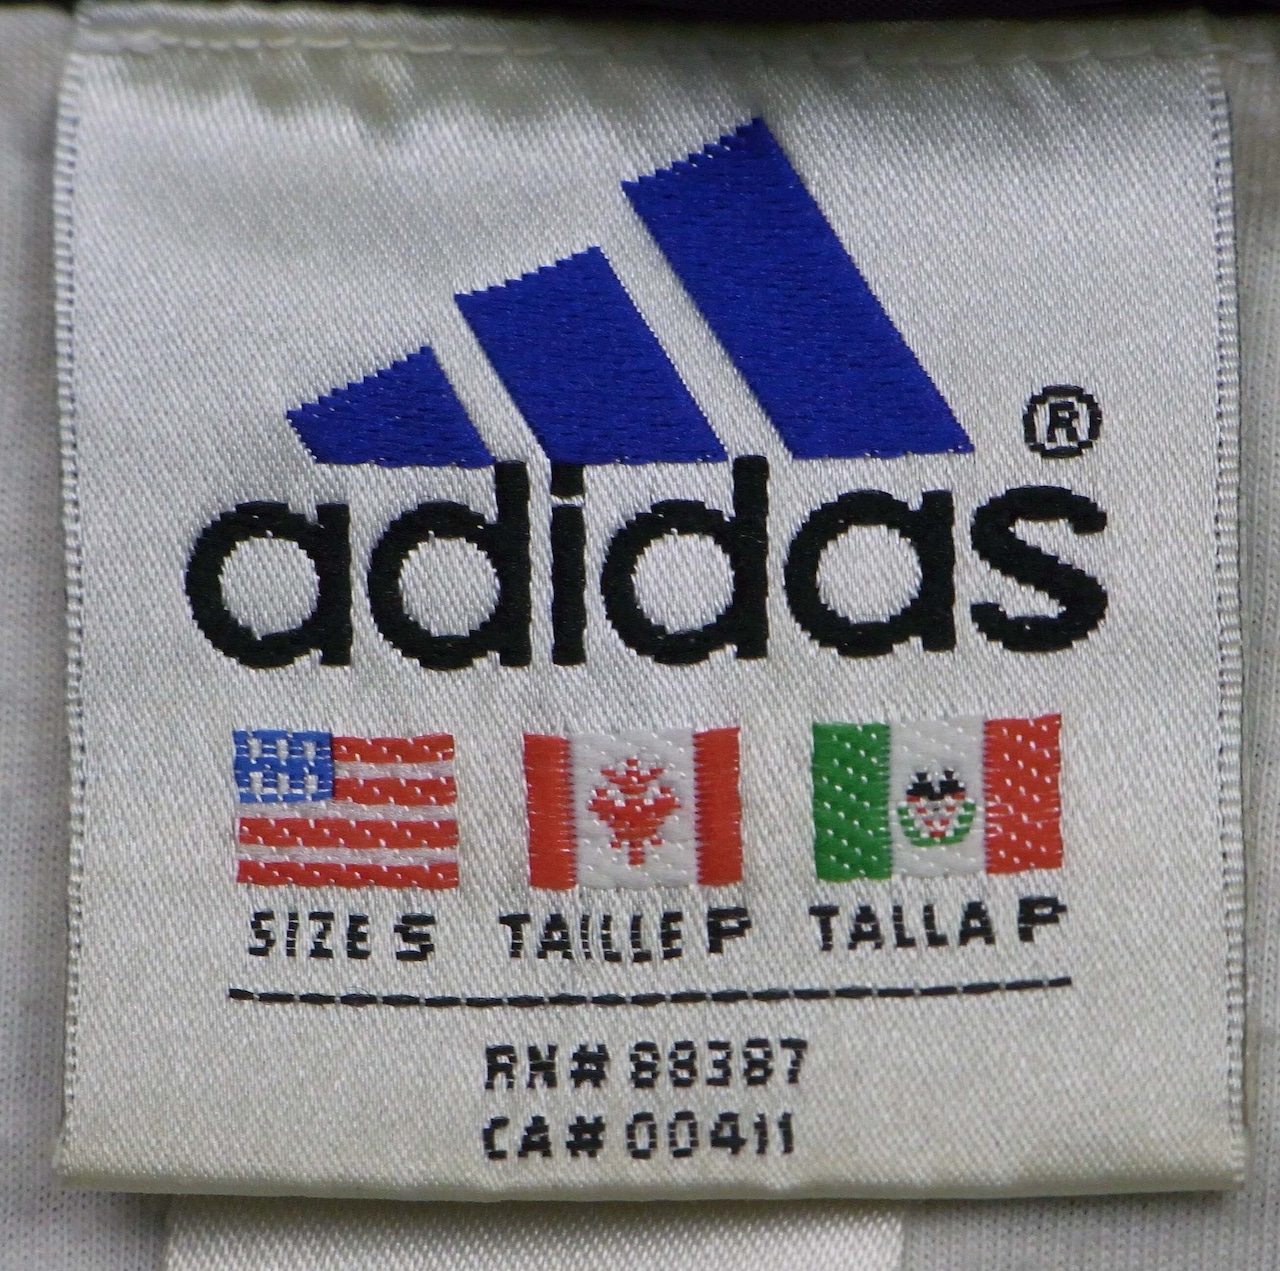 ®
adidas
SIZE S TAILLE P TALLA P
RN# 88387
CA# 00411